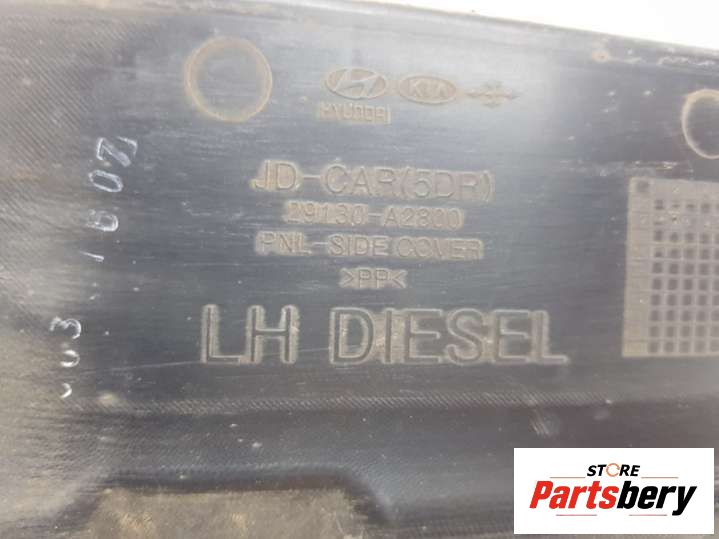 HYUNDAI KIA
JD-CAR(5DR)
29130-A2800
PNL-SIDE COVER
>PP<
LH DIESEL
STORE
Partsbery